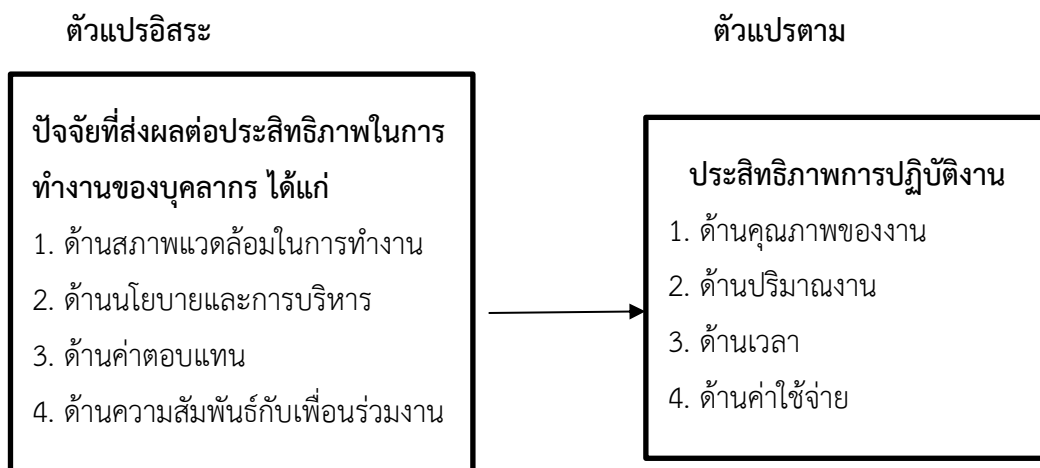 ตัวแปรอิสระ
ตัวแปรตาม
ปัจจัยที่ส่งผลต่อประสิทธิภาพในการ
ทำงานของบุคลากร ได้แก่
1. ด้านสภาพแวดล้อมในการทำงาน
2. ด้านนโยบายและการบริหาร
3. ด้านค่าตอบแทน
4. ด้านความสัมพันธ์กับเพื่อนร่วมงาน
ประสิทธิภาพการปฏิบัติงาน
1. ด้านคุณภาพของงาน
2. ด้านปริมาณงาน
3. ด้านเวลา
4. ด้านค่าใช้จ่าย